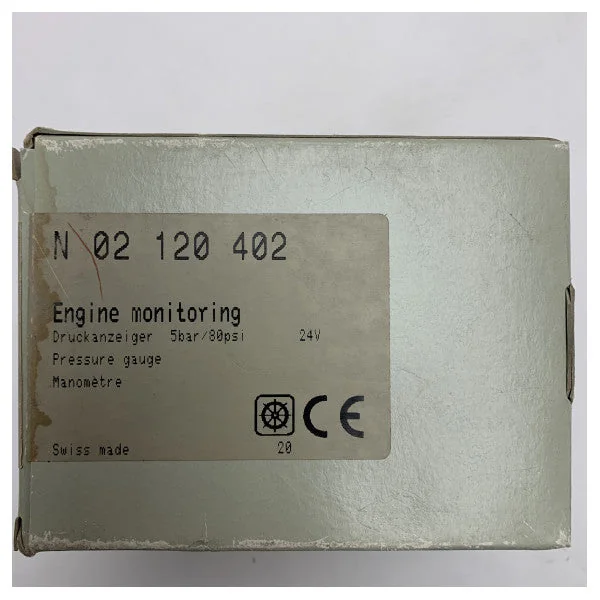 N 02 120 402
Engine monitoring
Druckanzeiger 5bar/80psi 24V
Pressure gauge
Manomètre
CE
Swiss made 20